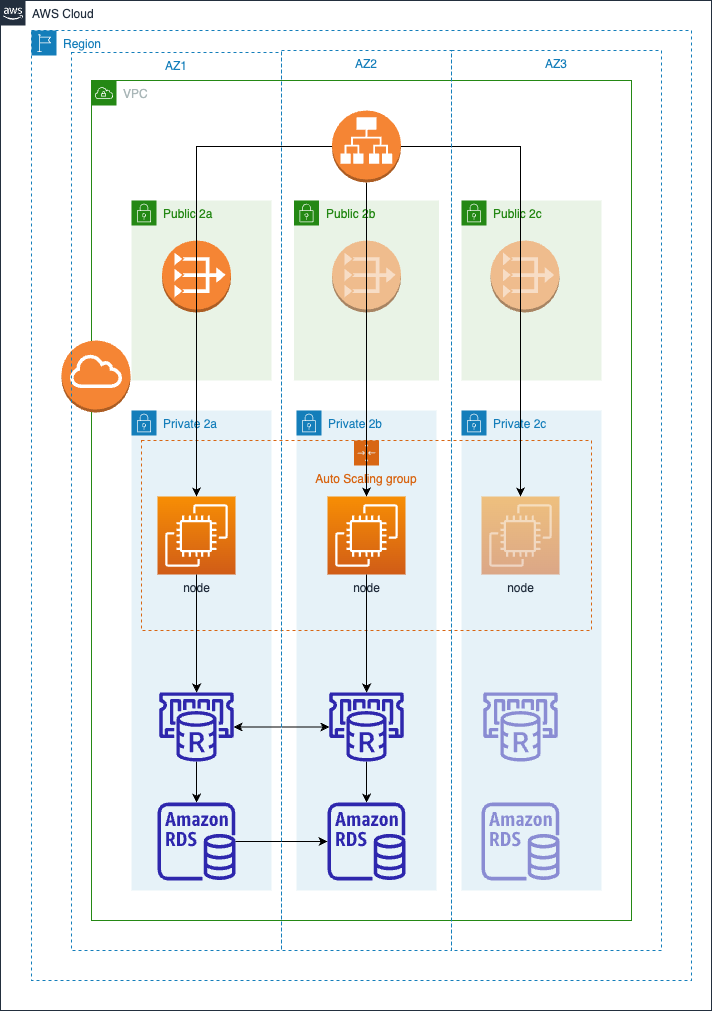 aws
AWS Cloud
Region
AZ1
AZ2
AZ3
VPC
Public 2a
Public 2b
Public 2c
Private 2a
Private 2b
Private 2c
Auto Scaling group
node
node
node
R
R
R
Amazon
RDS
Amazon
RDS
Amazon
RDS